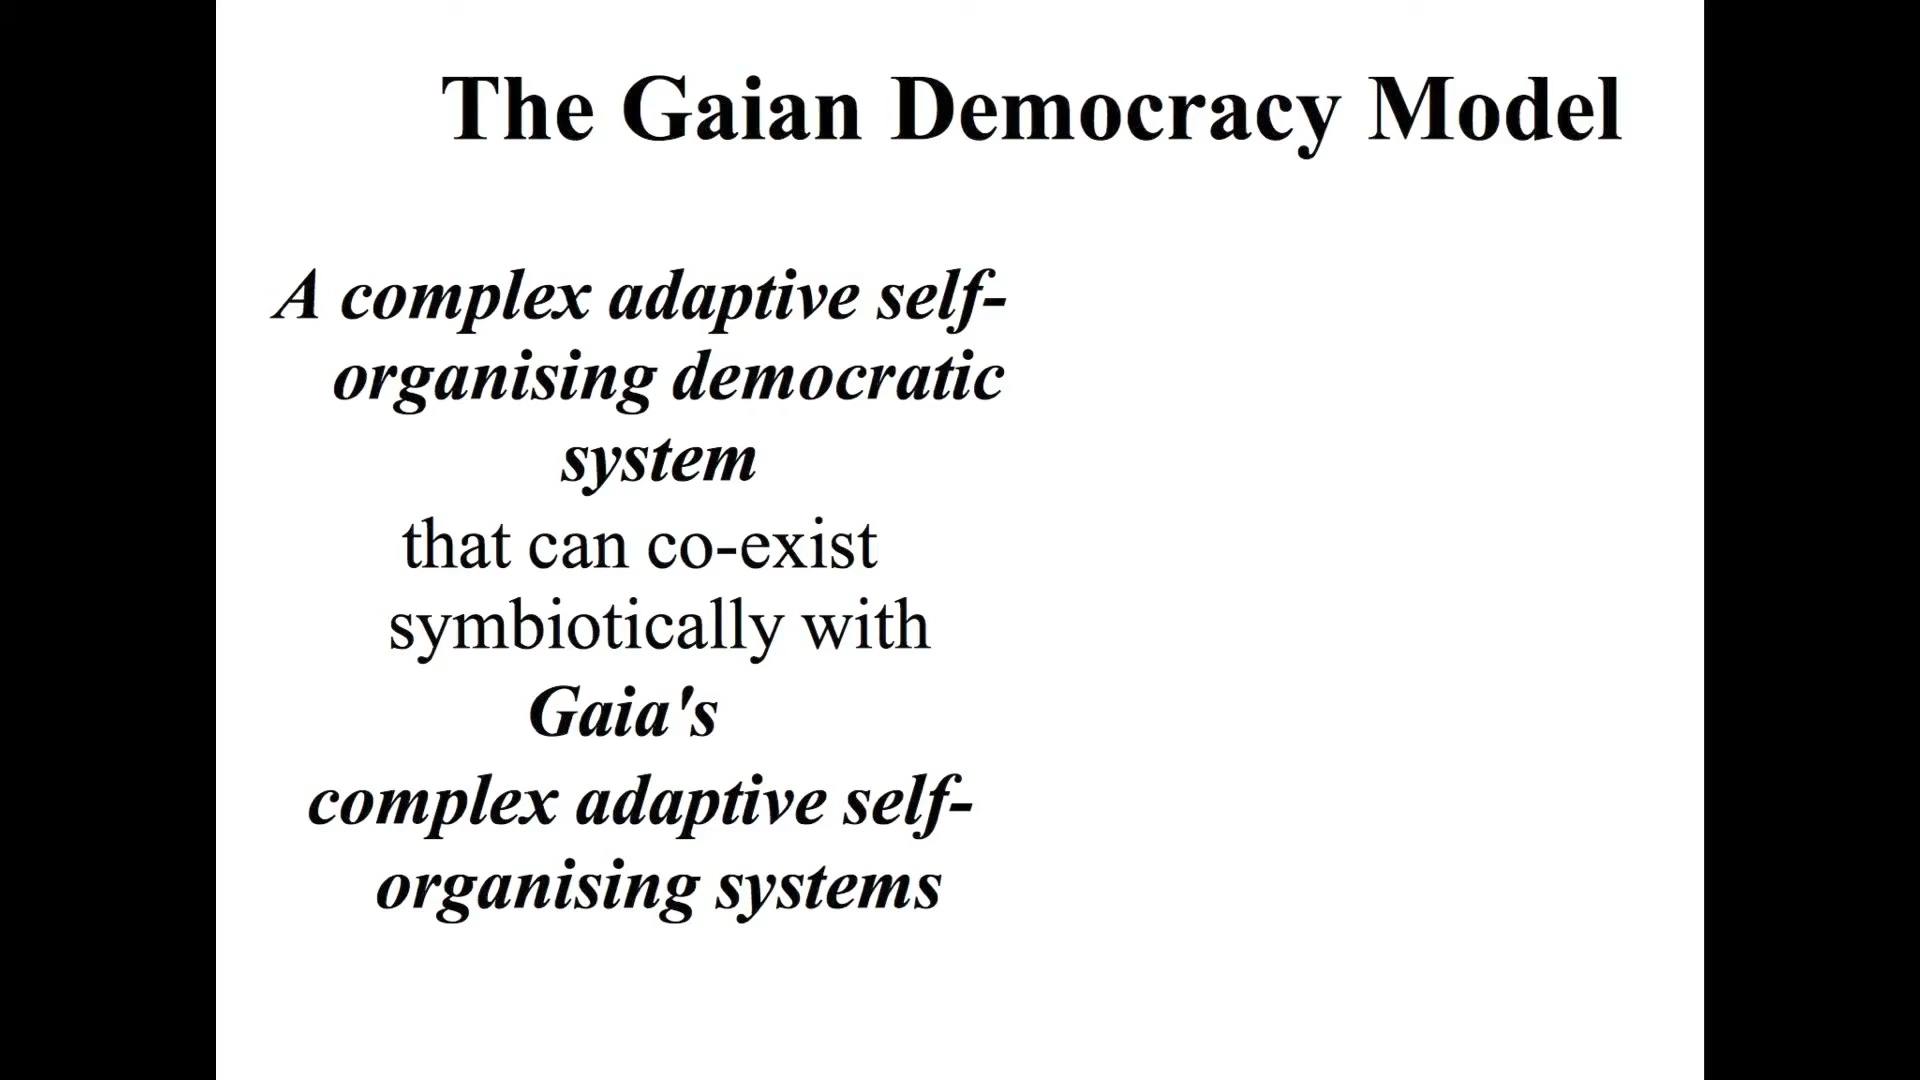 The Gaian Democracy Model
A complex adaptive self-
organising democratic
system
that can co-exist
symbiotically with
Gaia's
complex adaptive self-
organising systems